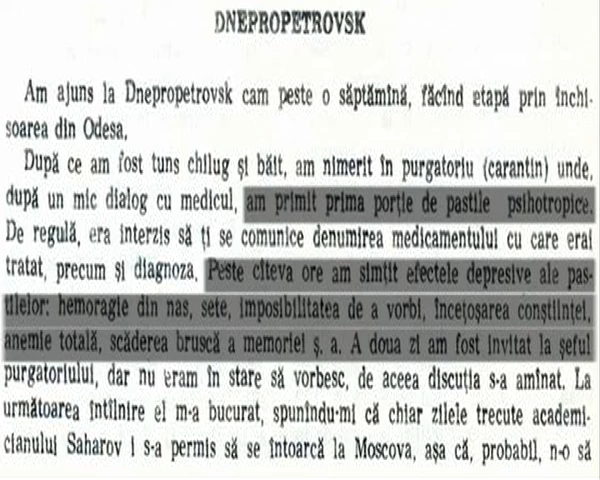 DNEPROPETROVSK
Am ajuns la Dnepropetrovsk cam peste o săptămînă, făcînd etapă prin închi-
soarea din Odesa.
După ce am fost tuns chilug și băit, am nimerit în purgatoriu (carantin) unde,
după un mic dialog cu medicul, am primit prima porție de pastile psihotropice.
De regulă, era interzis să ți se comunice denumirea medicamentului cu care erai
tratat, precum și diagnoza. Peste cîteva ore am simțit efectele depresive ale pas-
tilelor: hemoragie din nas, sete, imposibilitatea de a vorbi, încețoșarea conștiinței,
anemie totală, scăderea bruscă a memoriei ș. a. A doua zi am fost invitat la șeful
purgatoriului, dar nu eram în stare să vorbesc, de aceea discuția s-a amînat. La
următoarea întîlnire el m-a bucurat, spunîndu-mi că chiar zilele trecute academi-
cianului Saharov i s-a permis să se întoarcă la Moscova, așa că, probabil, n-o să